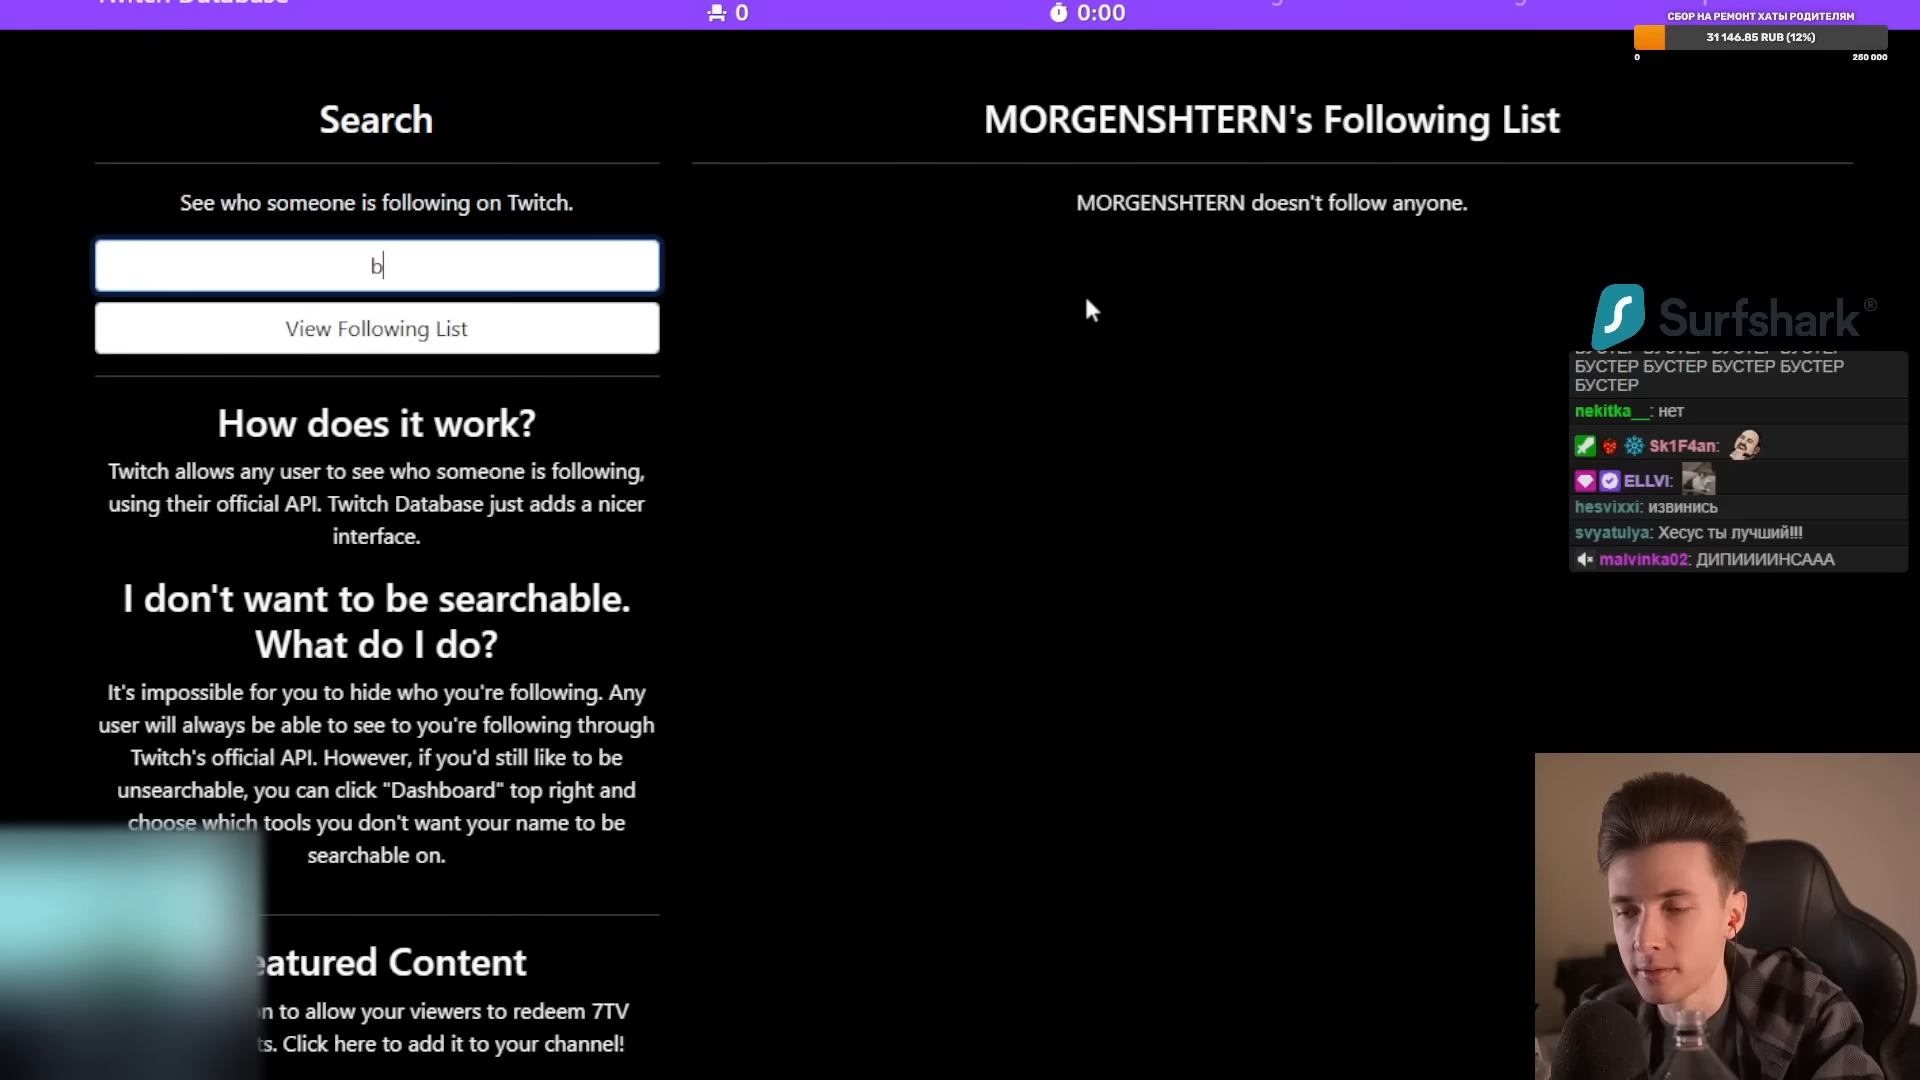 Twitch Database
0
0:00
СБОР НА РЕМОНТ ХАТЫ РОДИТЕЛЯМ
31 146.85 RUB (12%)
0
250 000
Search
See who someone is following on Twitch.
b
View Following List
How does it work?
Twitch allows any user to see who someone is following,
using their official API. Twitch Database just adds a nicer
interface.
I don't want to be searchable.
What do I do?
It's impossible for you to hide who you're following. Any
user will always be able to see to you're following through
Twitch's official API. However, if you'd still like to be
unsearchable, you can click "Dashboard" top right and
choose which tools you don't want your name to be
searchable on.
eatured Content
on to allow your viewers to redeem 7TV
ts. Click here to add it to your channel!
MORGENSHTERN's Following List
MORGENSHTERN doesn't follow anyone.
Surfshark®
БУСТЕР БУСТЕР БУСТЕР БУСТЕР
БУСТЕР БУСТЕР БУСТЕР БУСТЕР
БУСТЕР
nekitka__: нет
Sk1F4an:
ELLVI:
hesvixxi: извинись
svyatulya: Хесус ты лучший!!!
malvinka02: ДИПИИИИНСААА